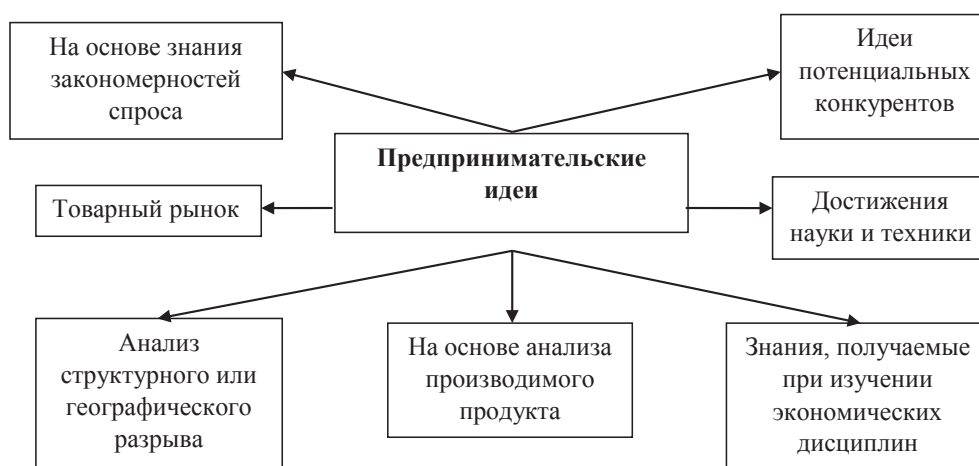 На основе знания
закономерностей
спроса
Идеи
потенциальных
конкурентов
Предпринимательские
идеи
Товарный рынок
Достижения
науки и техники
Анализ
структурного или
географического
разрыва
На основе анализа
производимого
продукта
Знания, получаемые
при изучении
экономических
дисциплин